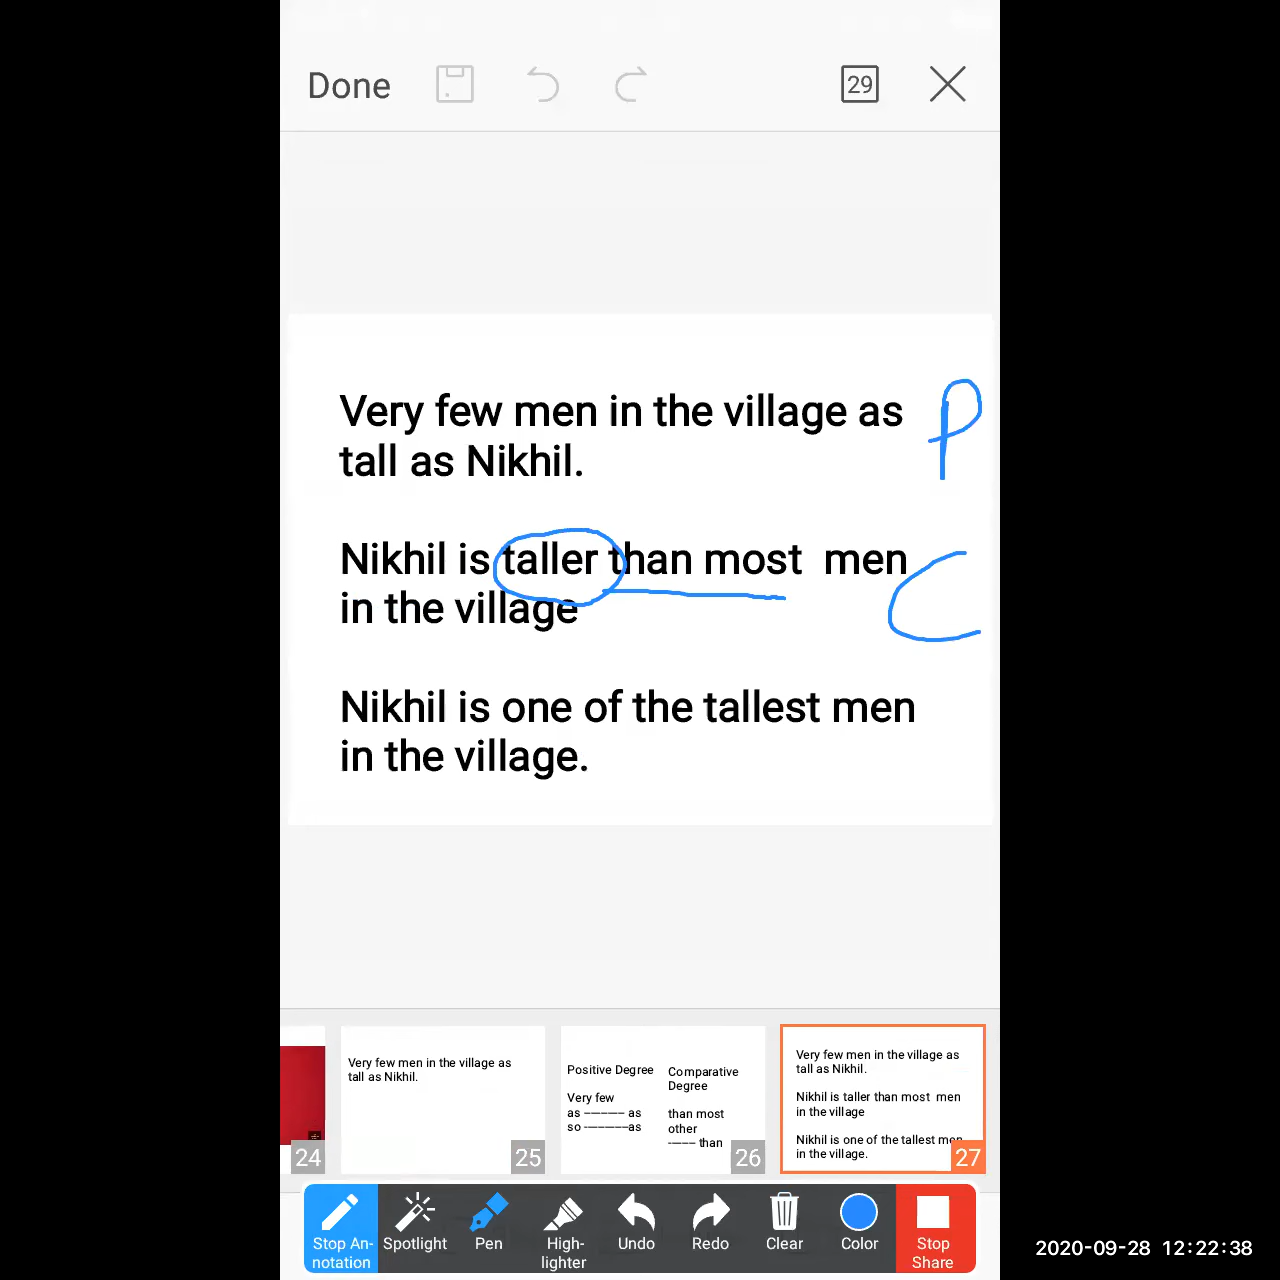 Done
29
Very few men in the village as
tall as Nikhil.
P
Nikhil is taller than most  men
in the village
C
Nikhil is one of the tallest men
in the village.
24
Very few men in the village as
tall as Nikhil.
25
Positive Degree
Very few
as ------------ as
so -------------as
Comparative
Degree
than most
other
-------- than
26
Very few men in the village as
tall as Nikhil.
Nikhil is taller than most  men
in the village
Nikhil is one of the tallest men
in the village.
27
Stop An-
notation
Spotlight
Pen
High-
lighter
Undo
Redo
Clear
Color
Stop
Share
2020-09-28 12:22:38